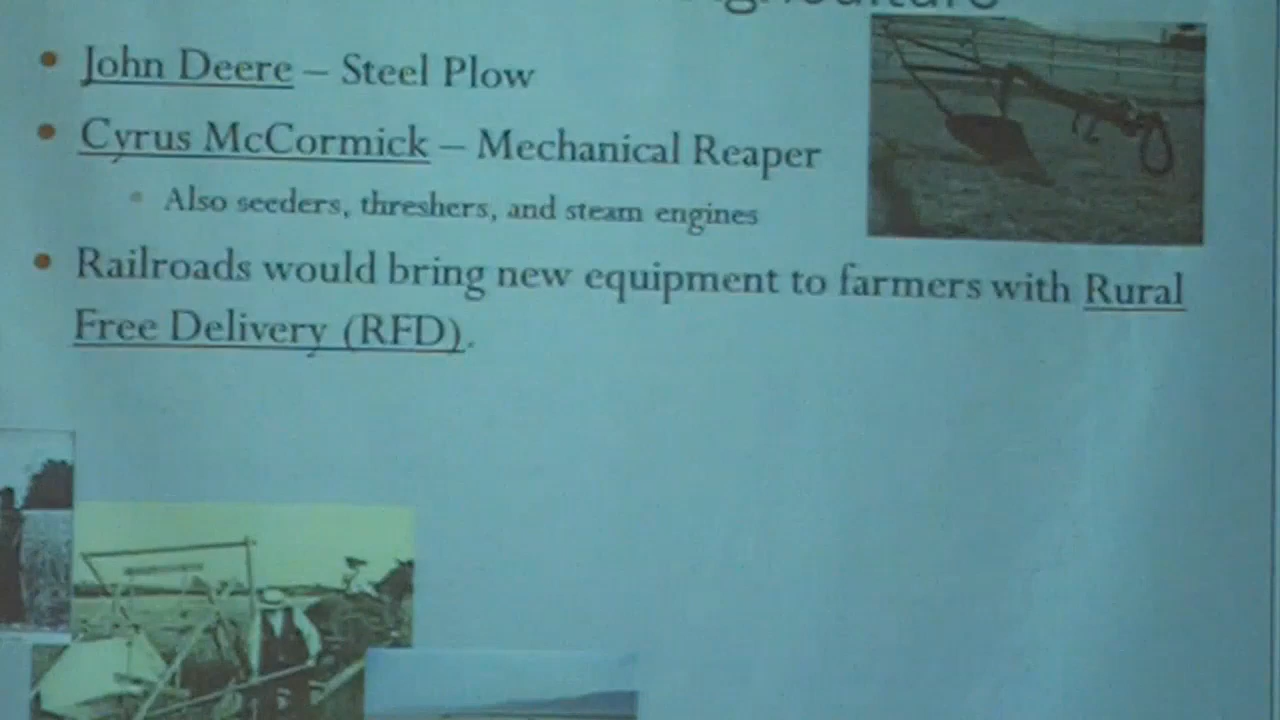 John Deere – Steel Plow
Cyrus McCormick – Mechanical Reaper
Also seeders, threshers, and steam engines
Railroads would bring new equipment to farmers with Rural
Free Delivery (RFD).